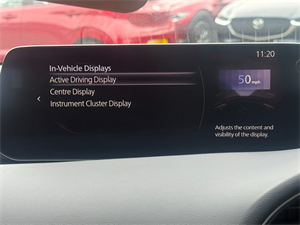 11:20
In-Vehicle Displays
Active Driving Display
Centre Display
Instrument Cluster Display
50 mph
Adjusts the content and
visibility of the display.